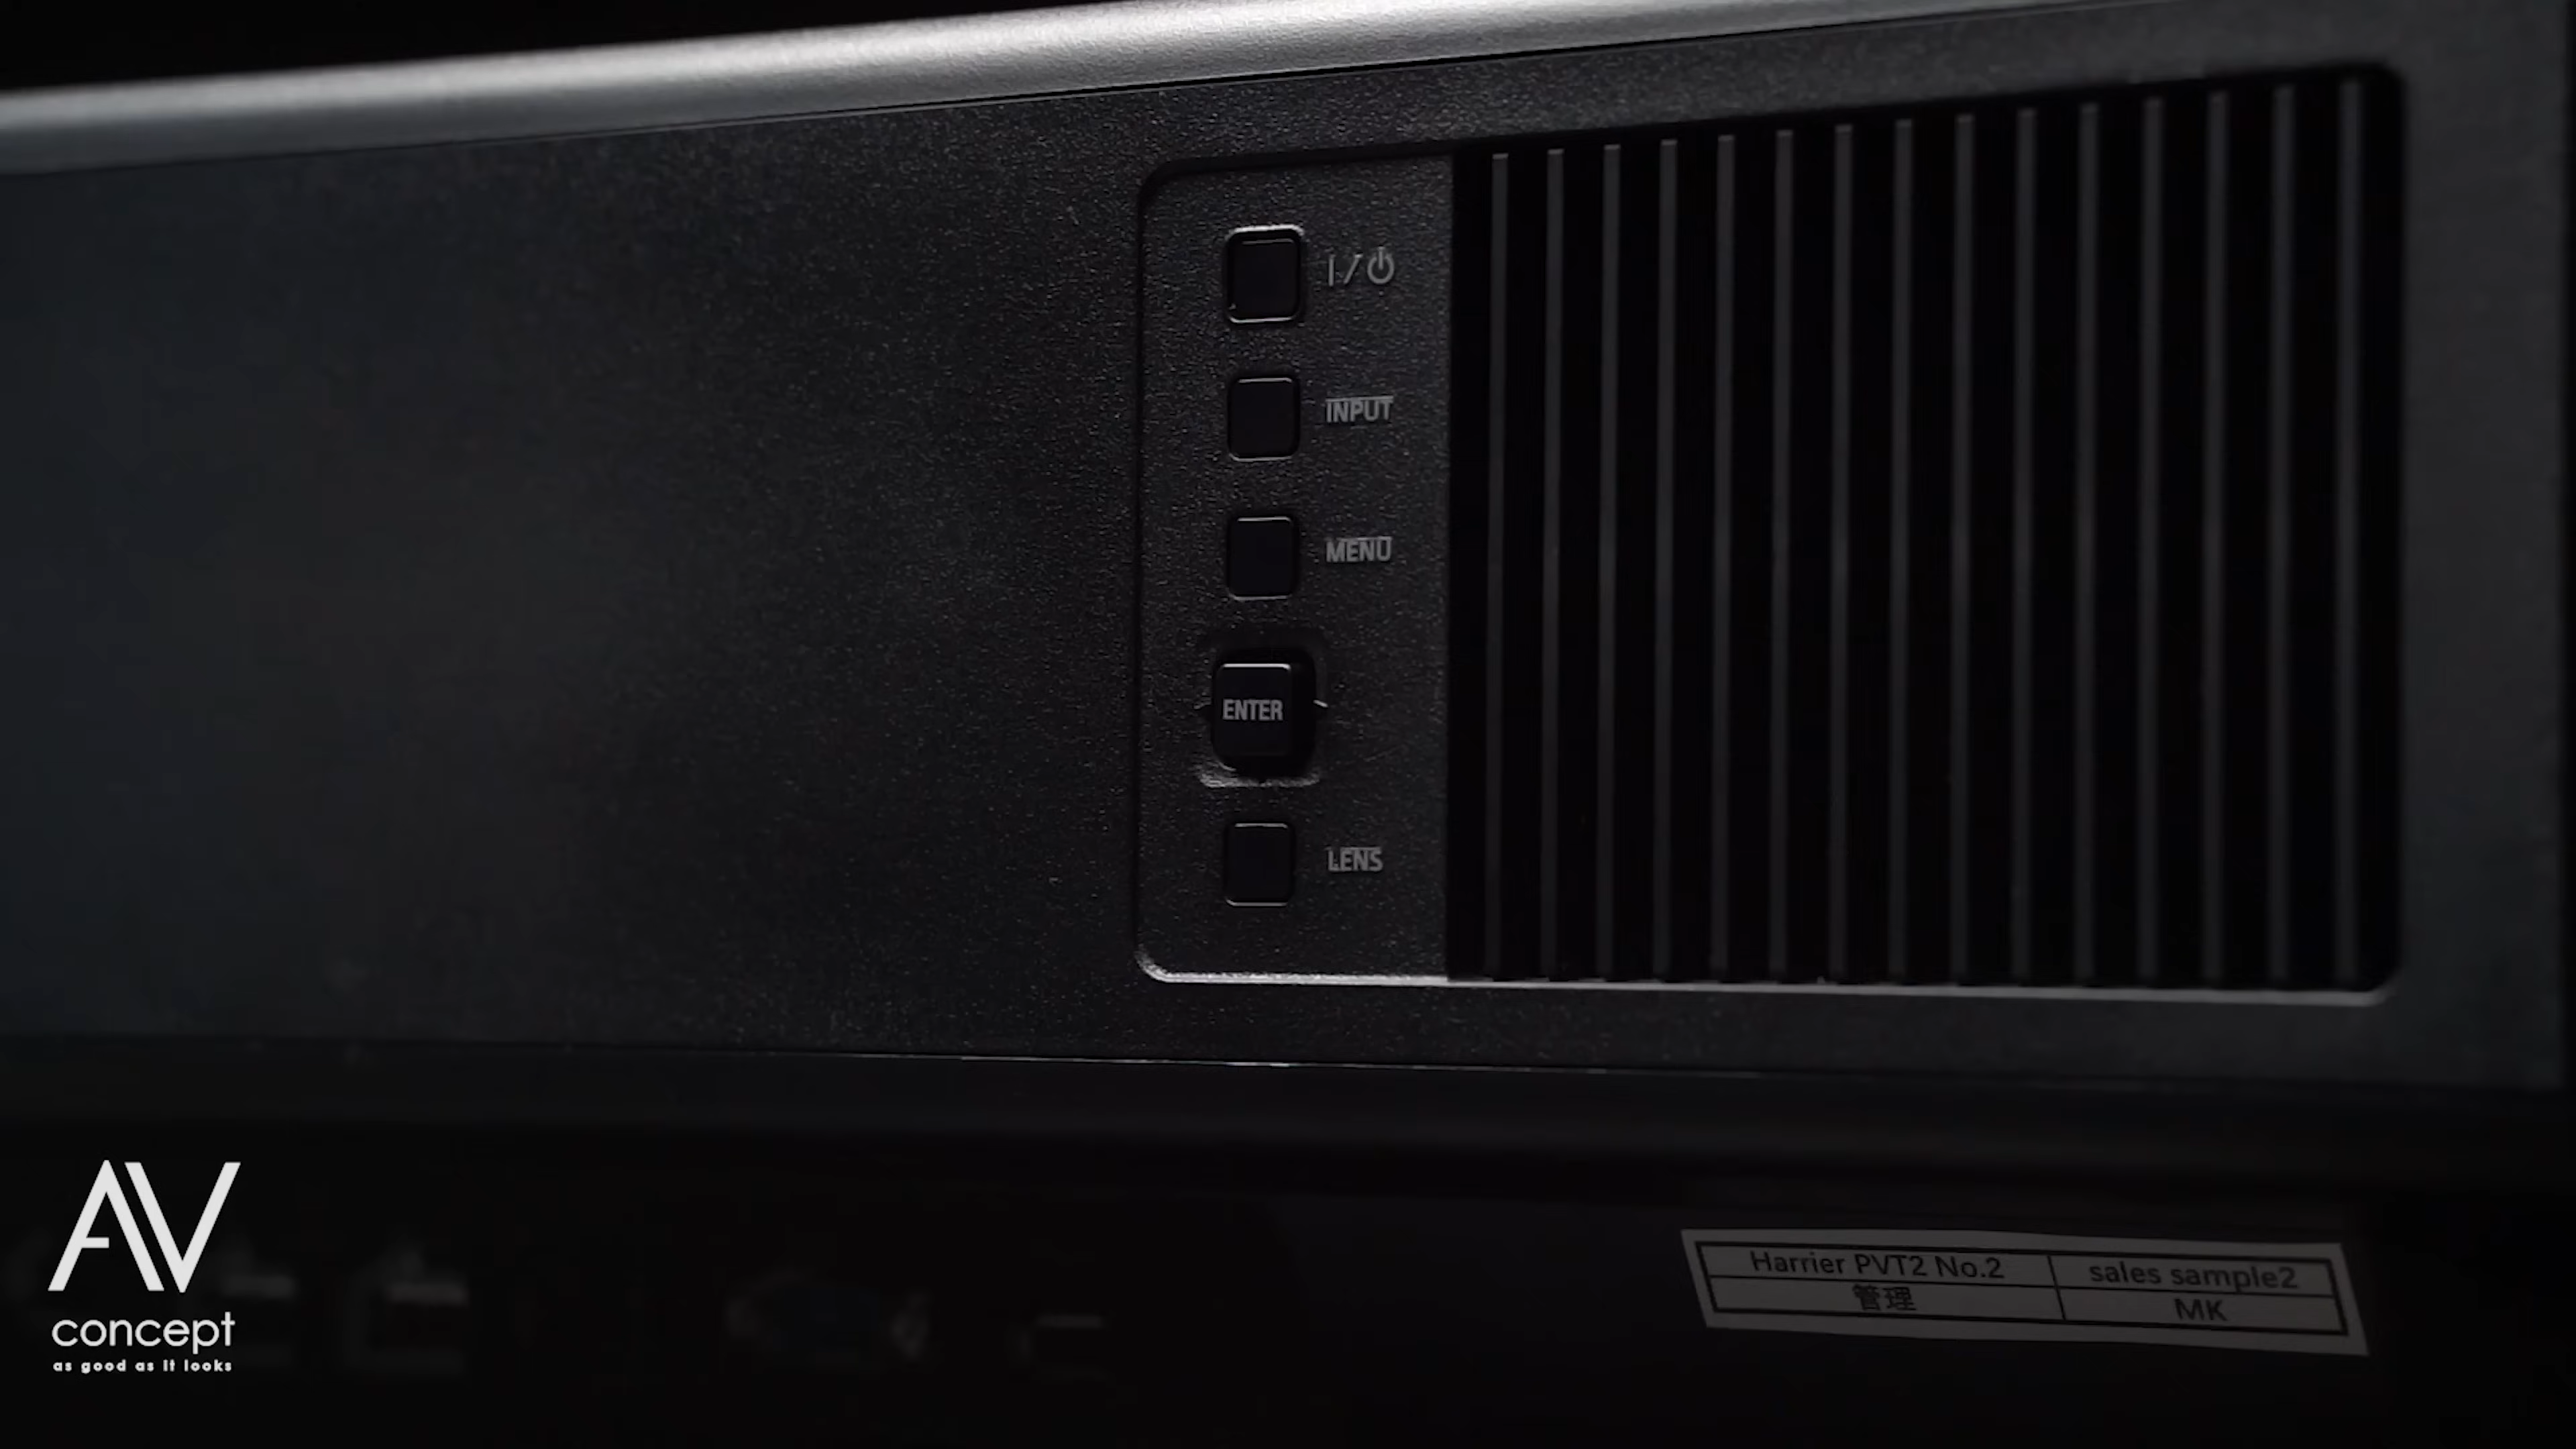 I/⏻
INPUT
MENU
ENTER
LENS
AV
concept
as good as it looks
Harrier PVT2 No.2
sales sample2
管理
MK